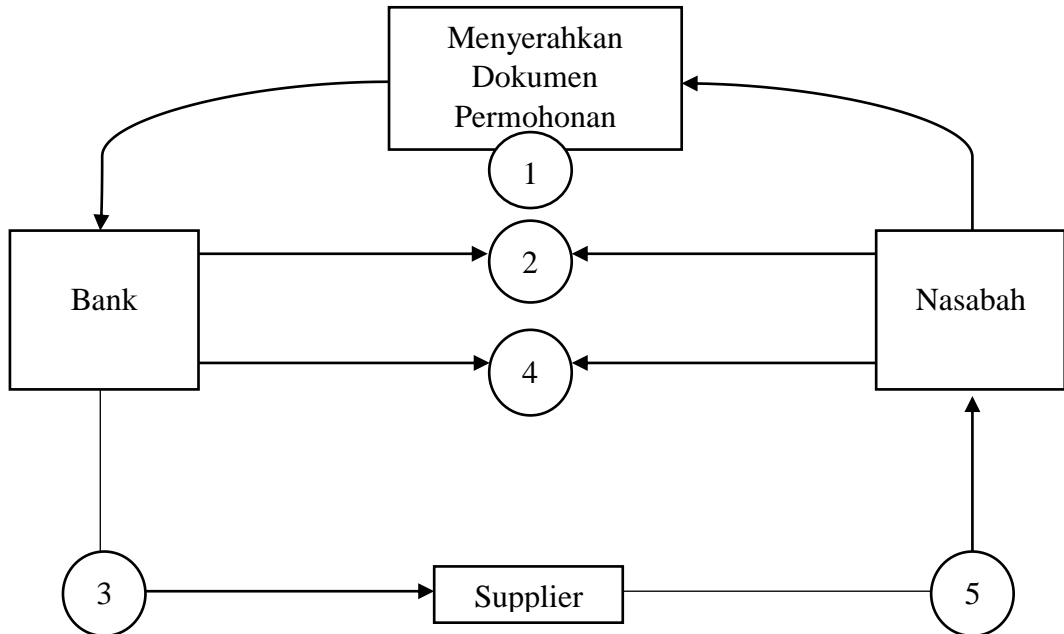 Menyerahkan
Dokumen
Permohonan
1
2
Bank
Nasabah
4
3
Supplier
5